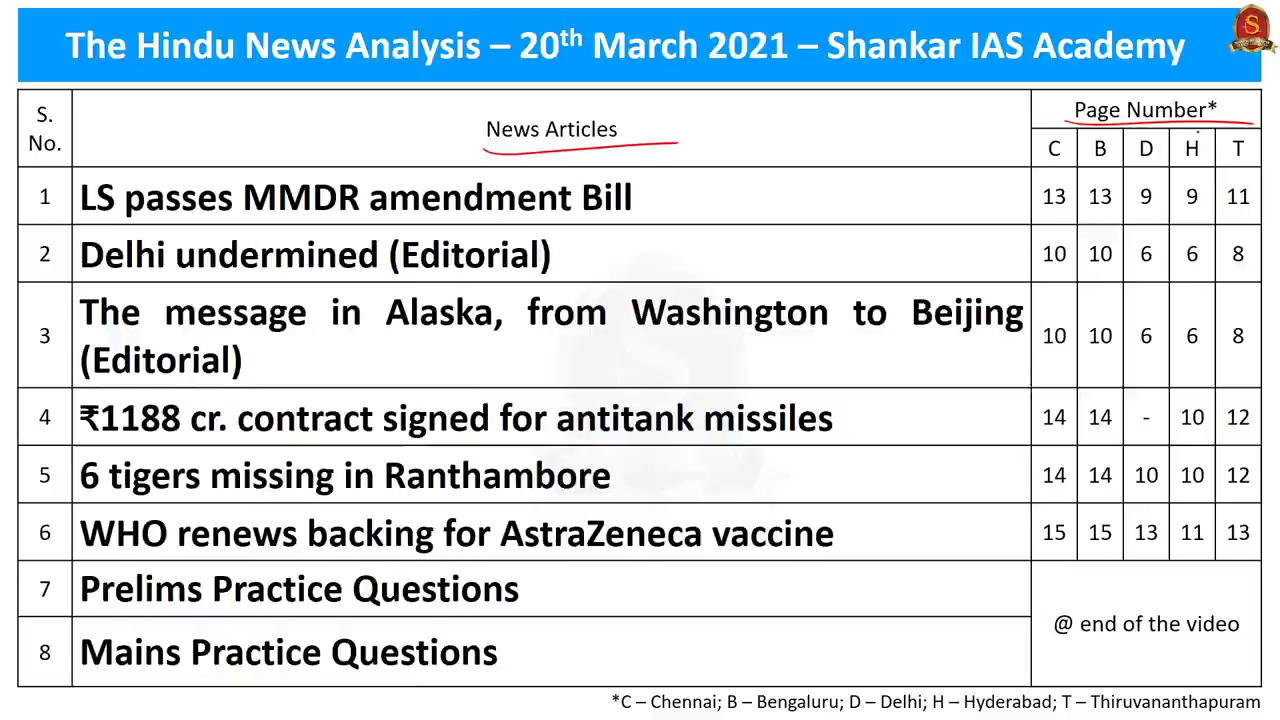 The Hindu News Analysis – 20th March 2021 – Shankar IAS Academy
S. No. News Articles Page Number*
C B D H T
1 LS passes MMDR amendment Bill 13 13 9 9 11
2 Delhi undermined (Editorial) 10 10 6 6 8
3 The message in Alaska, from Washington to Beijing
(Editorial) 10 10 6 6 8
4 ₹1188 cr. contract signed for antitank missiles 14 14 - 10 12
5 6 tigers missing in Ranthambore 14 14 10 10 12
6 WHO renews backing for AstraZeneca vaccine 15 15 13 11 13
7 Prelims Practice Questions
@ end of the video
8 Mains Practice Questions
*C – Chennai; B – Bengaluru; D – Delhi; H – Hyderabad; T – Thiruvananthapuram